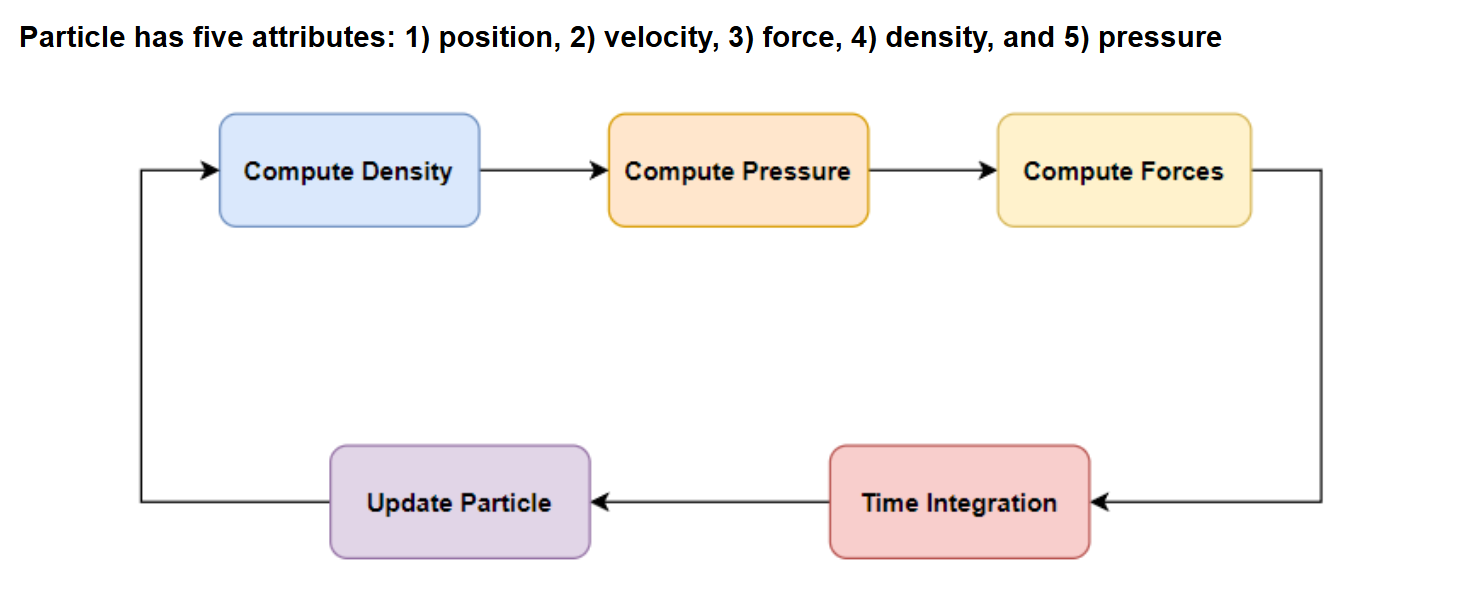 Particle has five attributes: 1) position, 2) velocity, 3) force, 4) density, and 5) pressure
Compute Density
Compute Pressure
Compute Forces
Update Particle
Time Integration